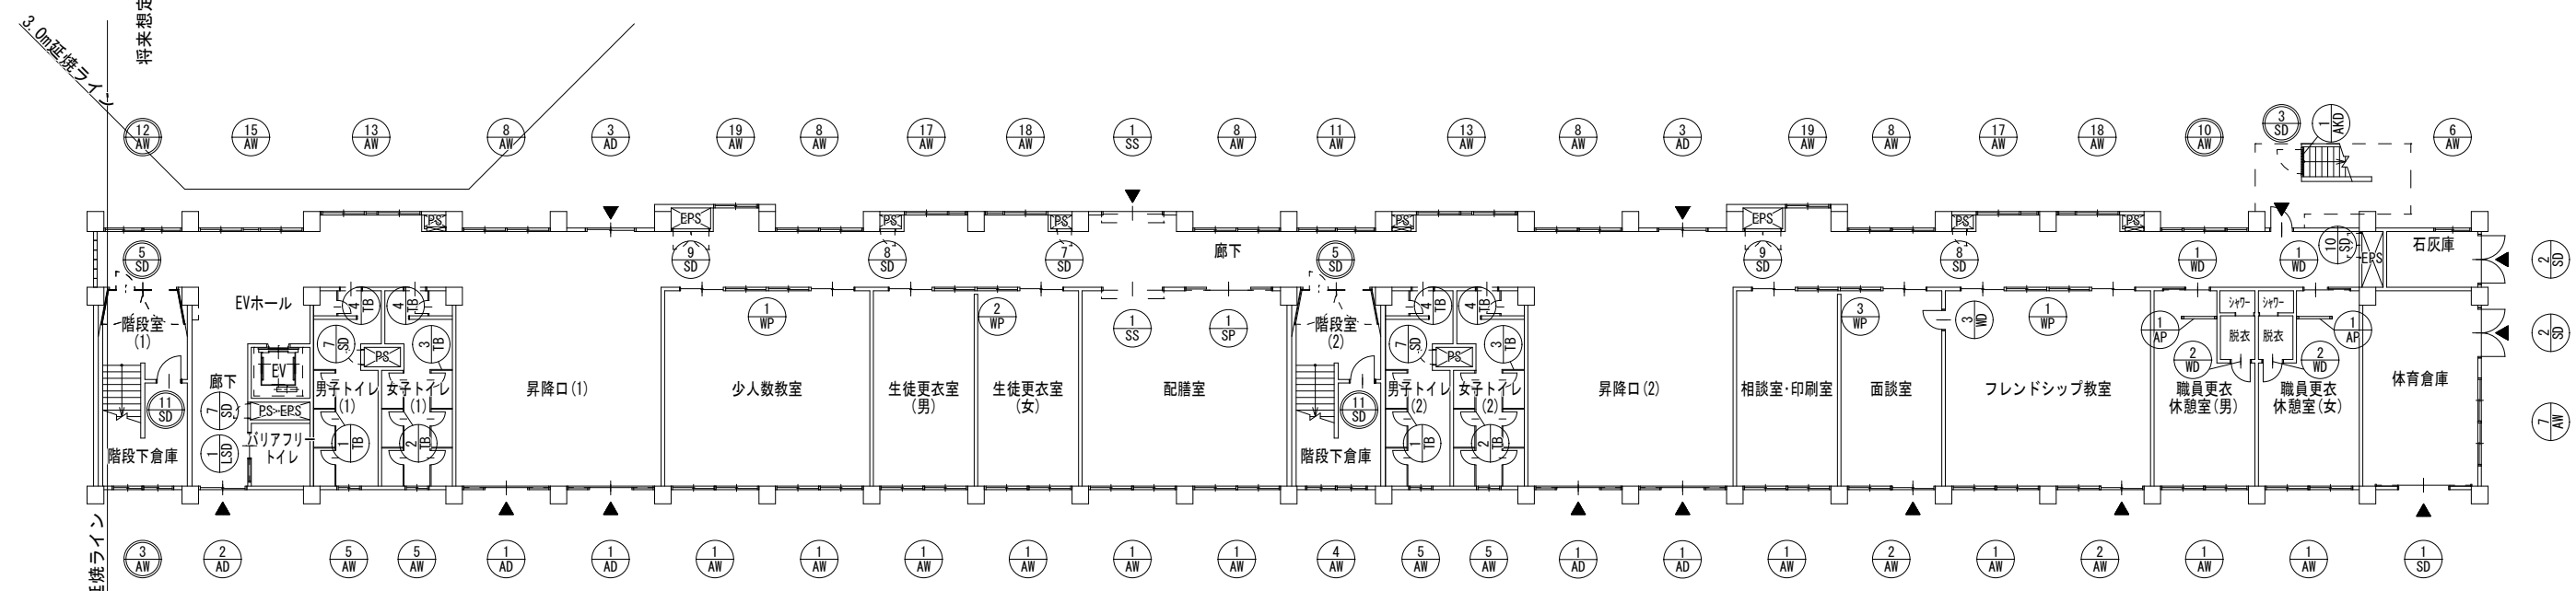 3.0m延焼ライン
将来想定
12 AW
15 AW
13 AW
8 AW
3 AD
19 AW
8 AW
17 AW
18 AW
1 SS
8 AW
11 AW
13 AW
8 AW
3 AD
19 AW
8 AW
17 AW
18 AW
10 AW
3 SD
1 AKD
6 AW
PS
EPS
PS
PS
PS
EPS
PS
PS
5 SD
9 SD
8 SD
7 SD
廊下
5 SD
9 SD
8 SD
1 WD
1 WD
10 SD
EPS
石灰庫
2 SD
EVホール
4 TB
4 TB
1 WP
2 WP
1 SS
1 SP
4 TB
4 TB
3 WP
3 WD
1 WP
シャワー
シャワー
1 AP
1 AP
2 SD
階段室
(1)
7 SD
3 TB
PS
階段室
(2)
7 SD
3 TB
PS
脱衣
脱衣
2 WD
2 WD
EV
廊下
7 SD
11 SD
男子トイレ
(1)
女子トイレ
(1)
昇降口(1)
少人数教室
生徒更衣室
(男)
生徒更衣室
(女)
配膳室
11 SD
男子トイレ
(2)
女子トイレ
(2)
昇降口(2)
相談室・印刷室
面談室
フレンドシップ教室
職員更衣
休憩室(男)
職員更衣
休憩室(女)
体育倉庫
7 AW
PS・EPS
バリアフリー
トイレ
1 LSD
階段下倉庫
1 TB
2 TB
階段下倉庫
1 TB
2 TB
延焼ライン
3 AW
2 AD
5 AW
5 AW
1 AD
1 AD
1 AW
1 AW
1 AW
1 AW
1 AW
1 AW
4 AW
5 AW
5 AW
1 AD
1 AD
1 AW
2 AW
1 AW
2 AW
1 AW
1 AW
1 SD